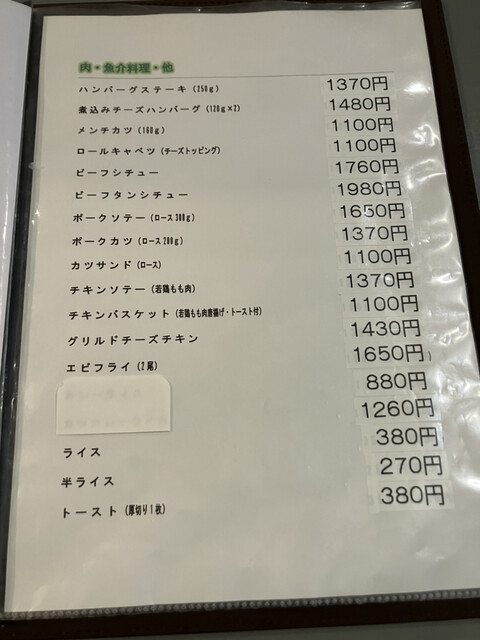 肉・魚介料理・他
ハンバーグステーキ(250g) 1370円
煮込みチーズハンバーグ(120g×2) 1480円
メンチカツ(160g) 1100円
ロールキャベツ(チーズトッピング) 1100円
ビーフシチュー 1760円
ビーフタンシチュー 1980円
ポークソテー(ロース300g) 1650円
ポークカツ(ロース200g) 1370円
カツサンド(ロース) 1100円
チキンソテー(若鶏もも肉) 1370円
チキンバスケット(若鶏もも肉唐揚げ・トースト付) 1100円
グリルドチーズチキン 1430円
エビフライ(2尾) 1650円
880円
1260円
ライス 380円
半ライス 270円
トースト(厚切り1枚) 380円